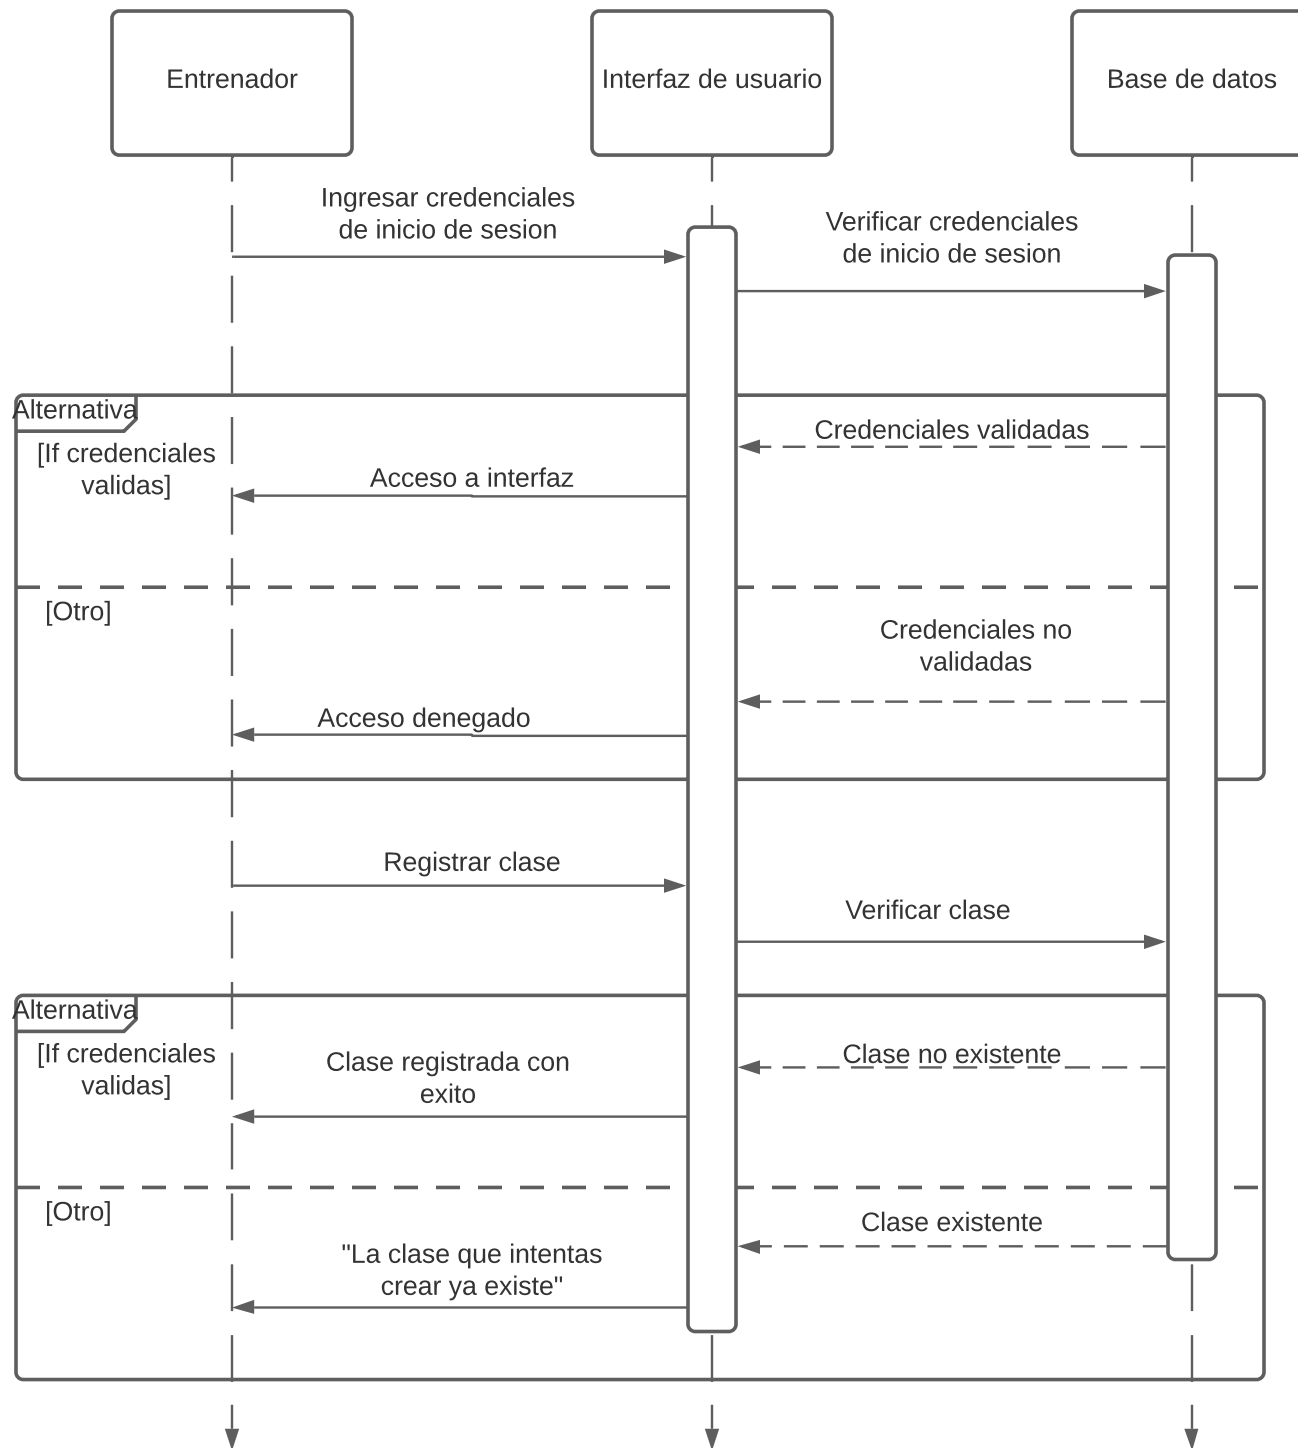 Entrenador
Interfaz de usuario
Base de datos
Ingresar credenciales
de inicio de sesion
Verificar credenciales
de inicio de sesion
Alternativa
[If credenciales
validas]
Credenciales validadas
Acceso a interfaz
[Otro]
Credenciales no
validadas
Acceso denegado
Registrar clase
Verificar clase
Alternativa
[If credenciales
validas]
Clase no existente
Clase registrada con
exito
[Otro]
Clase existente
"La clase que intentas
crear ya existe"